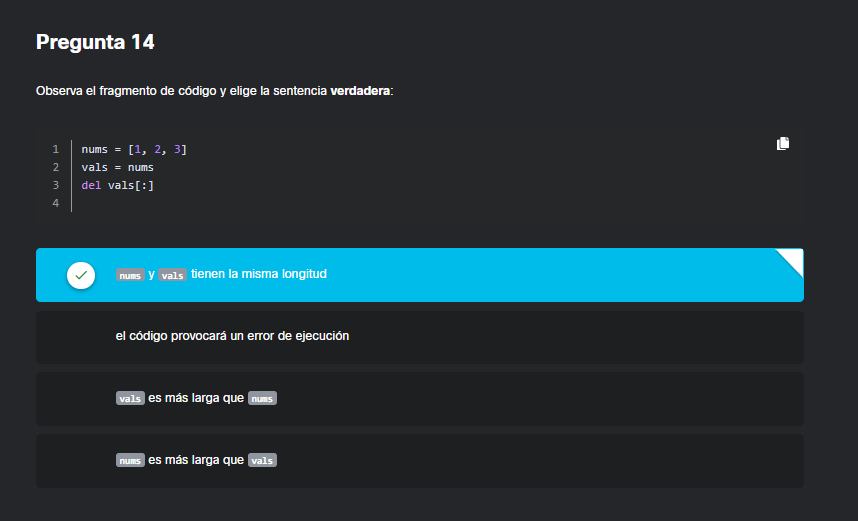 Pregunta 14
Observa el fragmento de código y elige la sentencia verdadera:
1 nums = [1, 2, 3]
2 vals = nums
3 del vals[:]
4
nums y vals tienen la misma longitud
el código provocará un error de ejecución
vals es más larga que nums
nums es más larga que vals